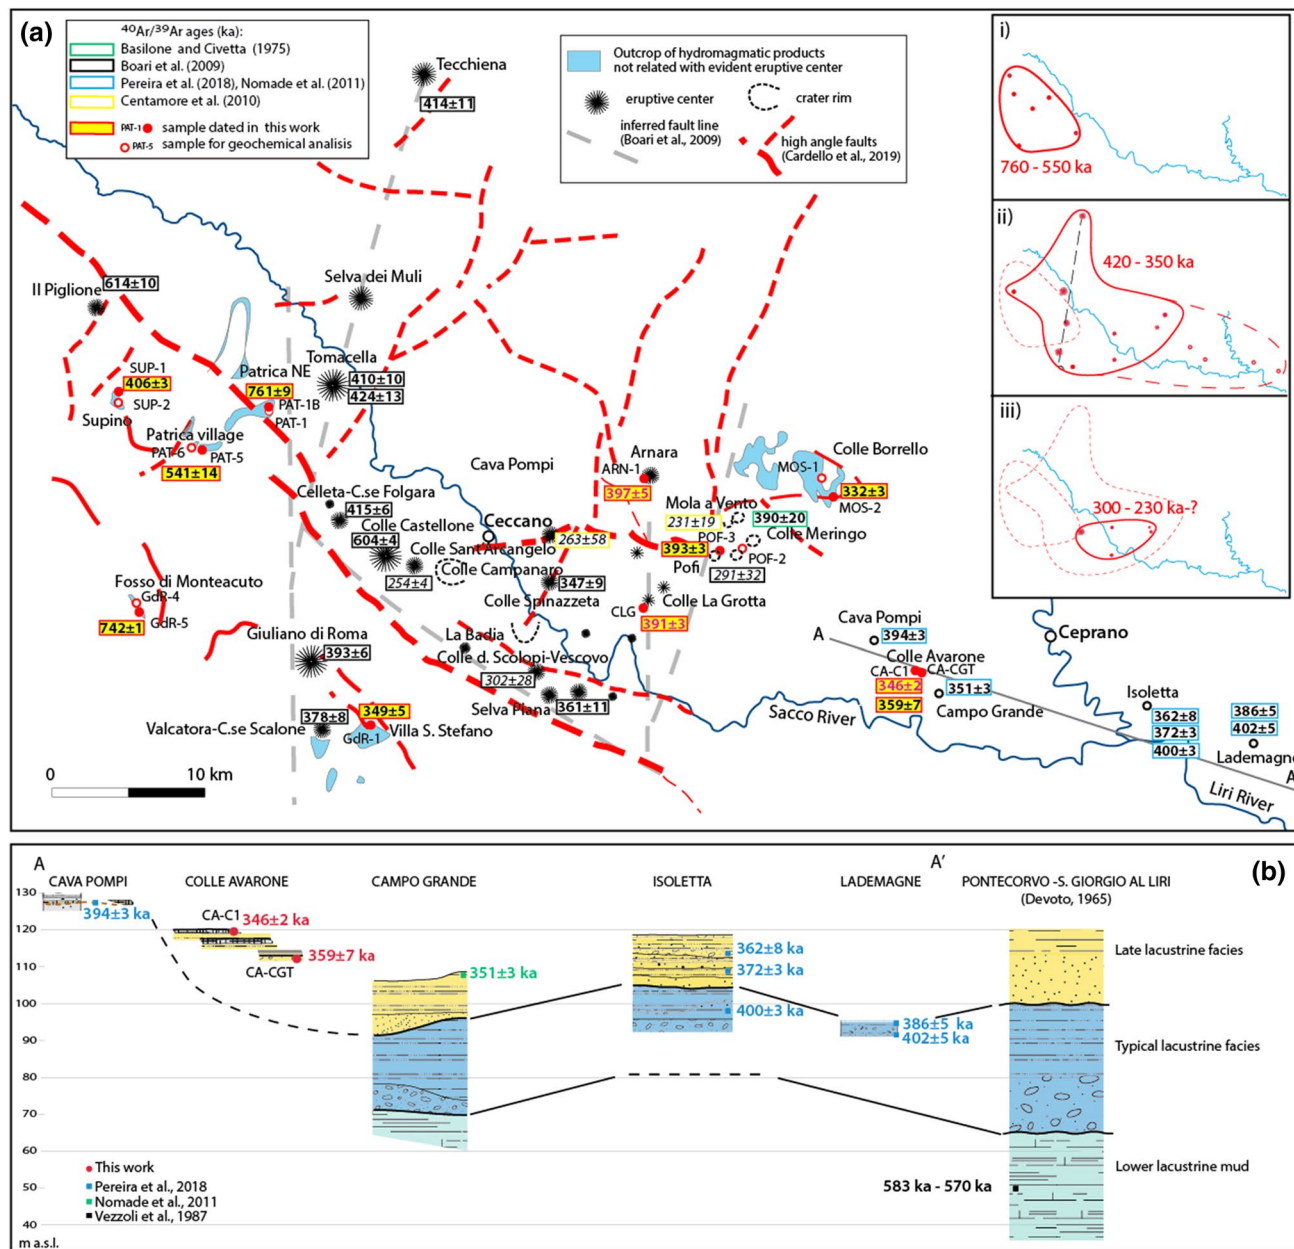 (a)
40Ar/39Ar ages (ka):
Basilone and Civetta (1975)
Boari et al. (2009)
Pereira et al. (2018), Nomade et al. (2011)
Centamore et al. (2010)
PAT-1 sample dated in this work
PAT-5 sample for geochemical analisis
Outcrop of hydromagmatic products
not related with evident eruptive center
eruptive center
crater rim
inferred fault line
(Boari et al., 2009)
high angle faults
(Cardello et al., 2019)
i)
760 - 550 ka
ii)
420 - 350 ka
iii)
300 - 230 ka-?
Tecchiena
414±11
Il Piglione
614±10
Selva dei Muli
Tomacella
410±10
424±13
SUP-1
406±3
SUP-2
Supino
Patrica NE
761±9
PAT-1B
PAT-1
Patrica village
PAT-6
PAT-5
541±14
Celleta-C.se Folgara
415±6
Colle Castellone
604±4
Colle Sant'Arcangelo
254±4
Colle Campanaro
Cava Pompi
Ceccano
263±58
347±9
Colle Spinazzeta
Arnara
ARN-1
397±5
Mola a Vento
231±19
390±20
Colle Meringo
POF-3
393±3
POF-2
Pofi
291±32
MOS-1
Colle Borrello
332±3
MOS-2
CLG
391±3
Colle La Grotta
Fosso di Monteacuto
GdR-4
742±1
GdR-5
Giuliano di Roma
393±6
La Badia
Colle d. Scolopi-Vescovo
302±28
Selva Piana
361±11
Valcatora-C.se Scalone
378±8
349±5
GdR-1
Villa S. Stefano
0
10 km
Sacco River
A
Cava Pompi
394±3
Colle Avarone
CA-C1
CA-CGT
346±2
359±7
351±3
Campo Grande
Ceprano
Isoletta
362±8
372±3
400±3
386±5
402±5
Lademagne
A
Liri River
(b)
A
A'
CAVA POMPI
COLLE AVARONE
CAMPO GRANDE
ISOLETTA
LADEMAGNE
PONTECORVO -S. GIORGIO AL LIRI
(Devoto, 1965)
130
120
110
100
90
80
70
60
50
40
m a.s.l.
394±3 ka
CA-C1
346±2 ka
359±7 ka
CA-CGT
351±3 ka
362±8 ka
372±3 ka
400±3 ka
386±5 ka
402±5 ka
583 ka - 570 ka
Late lacustrine facies
Typical lacustrine facies
Lower lacustrine mud
This work
Pereira et al., 2018
Nomade et al., 2011
Vezzoli et al., 1987